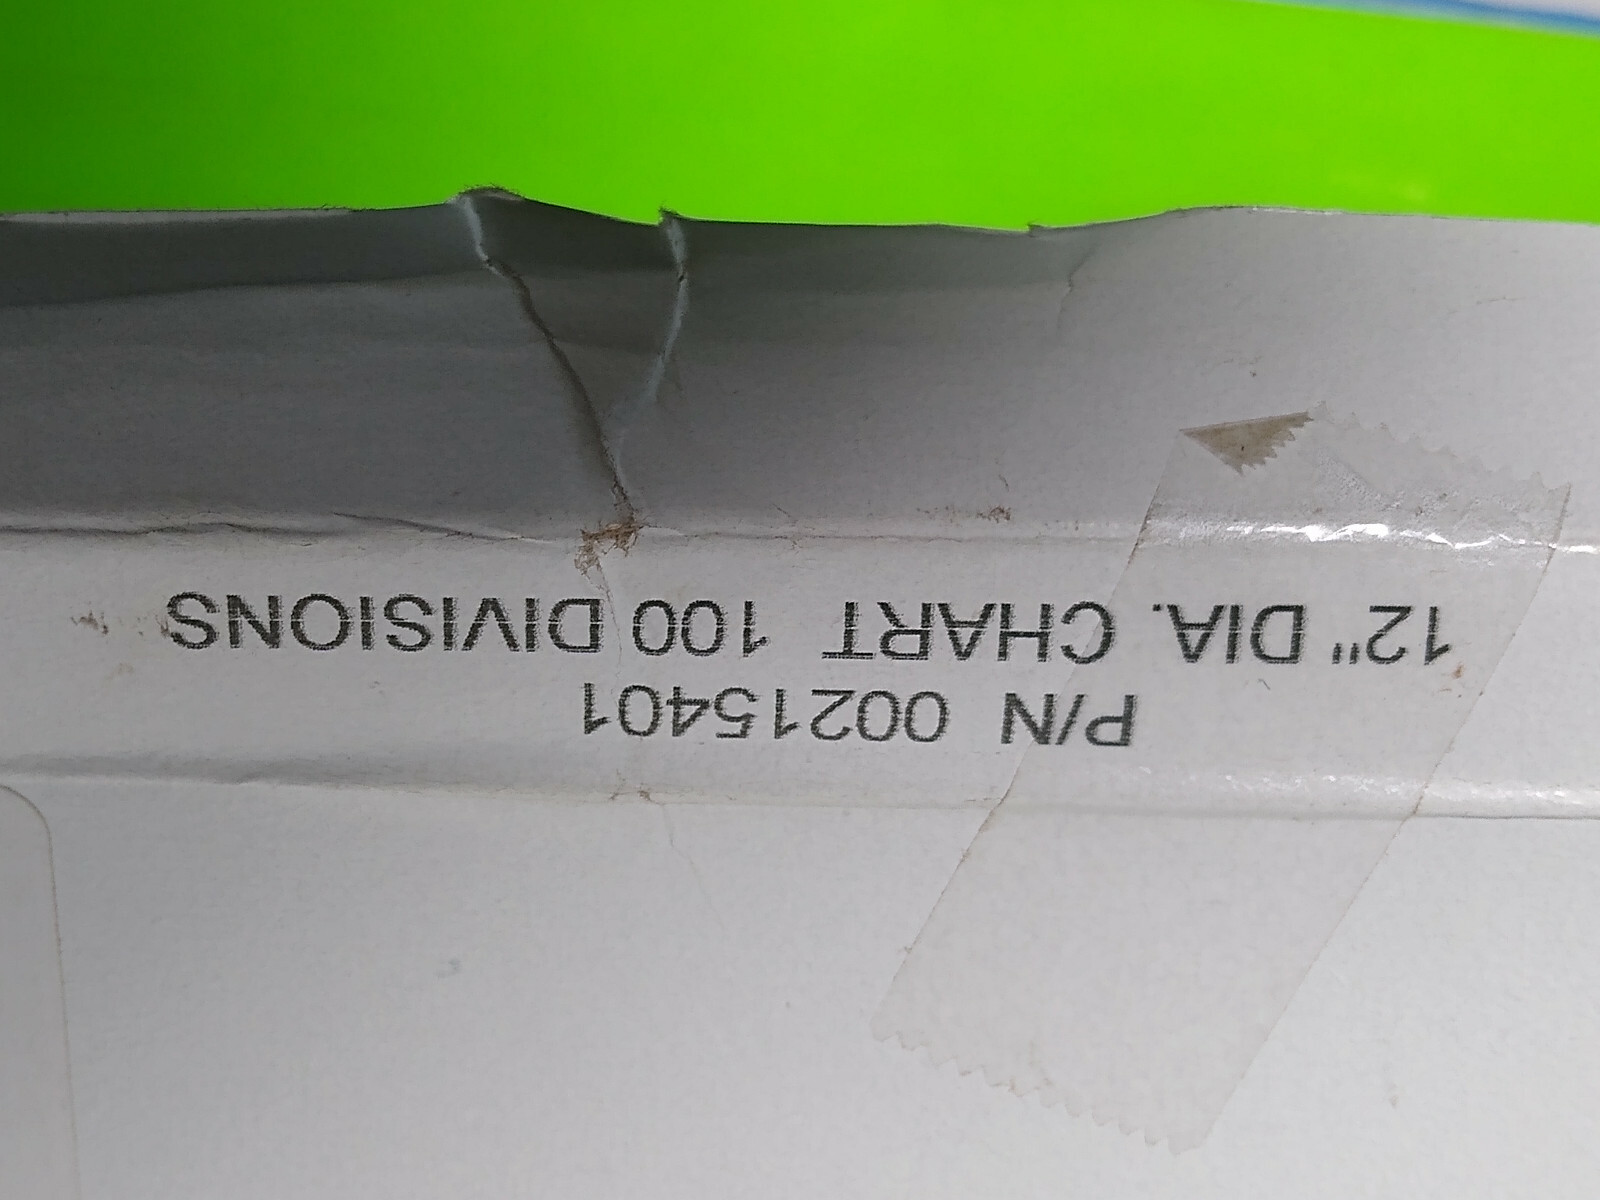 12" DIA. CHART 100 DIVISIONS
P/N 00215401